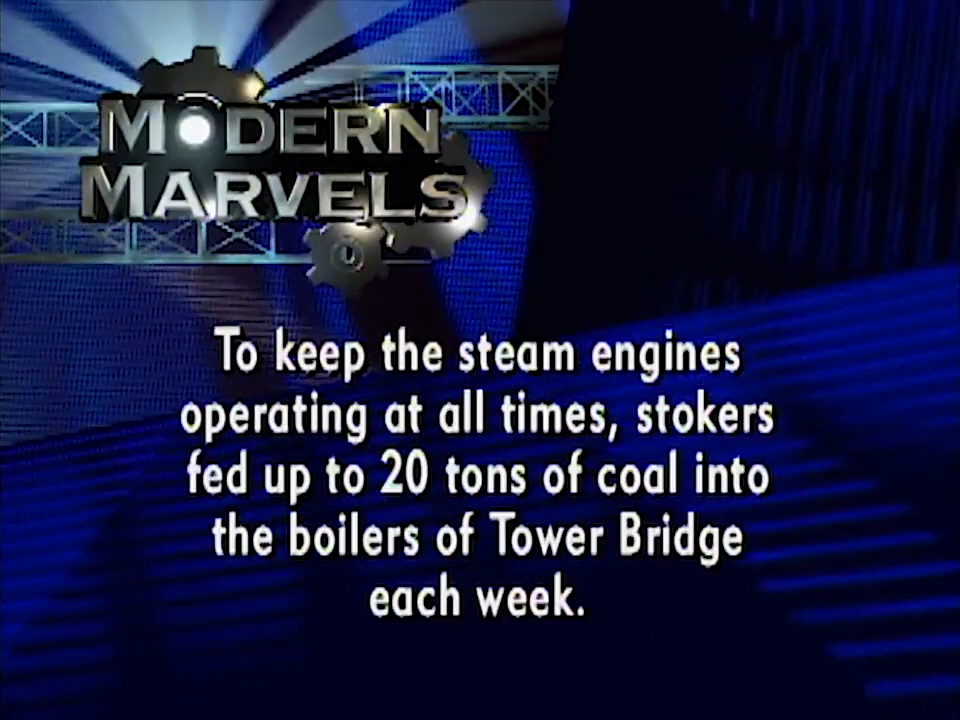 MODERN
MARVELS
To keep the steam engines
operating at all times, stokers
fed up to 20 tons of coal into
the boilers of Tower Bridge
each week.